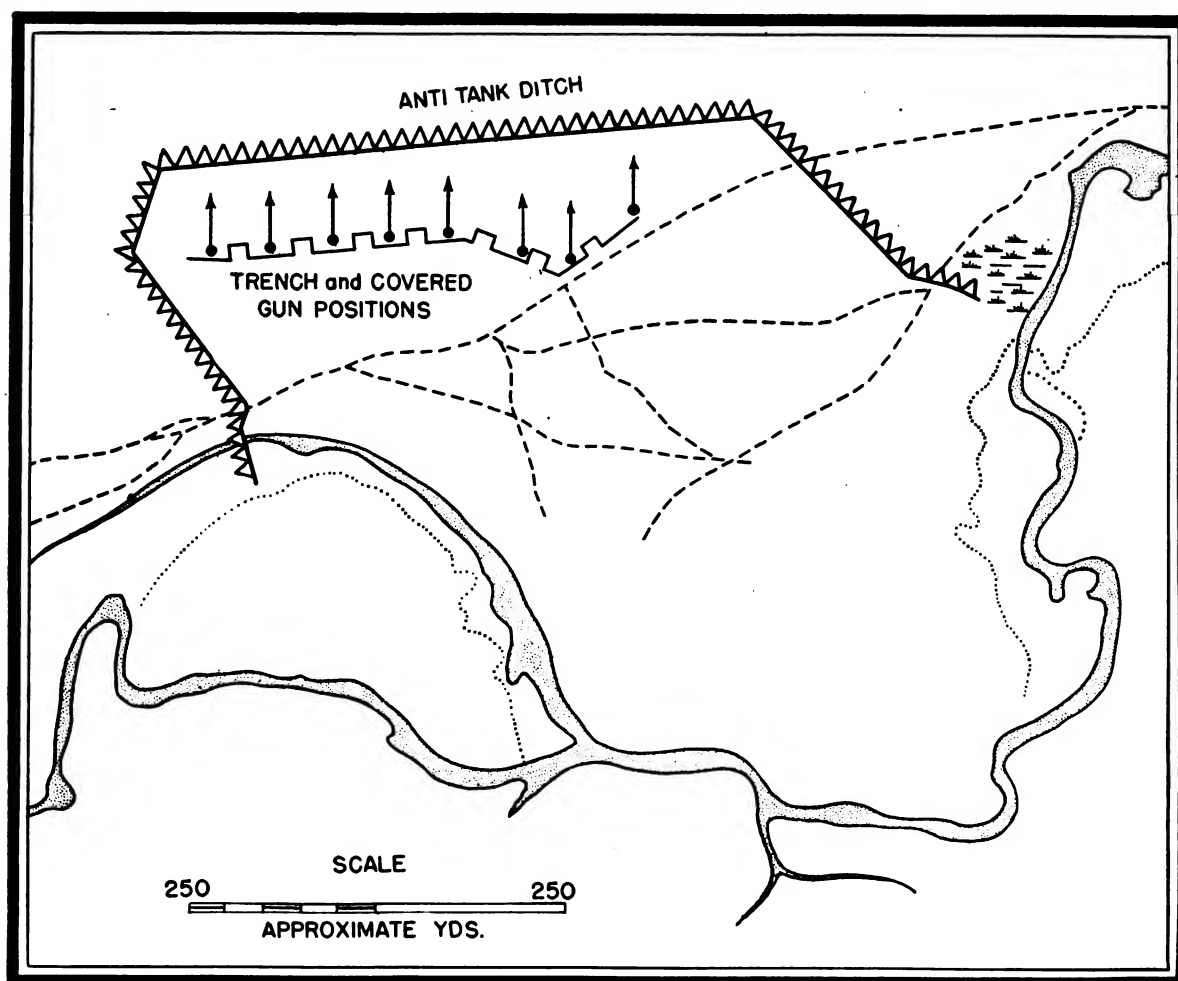 ANTI TANK DITCH
TRENCH and COVERED
GUN POSITIONS
SCALE
250 250
APPROXIMATE YDS.